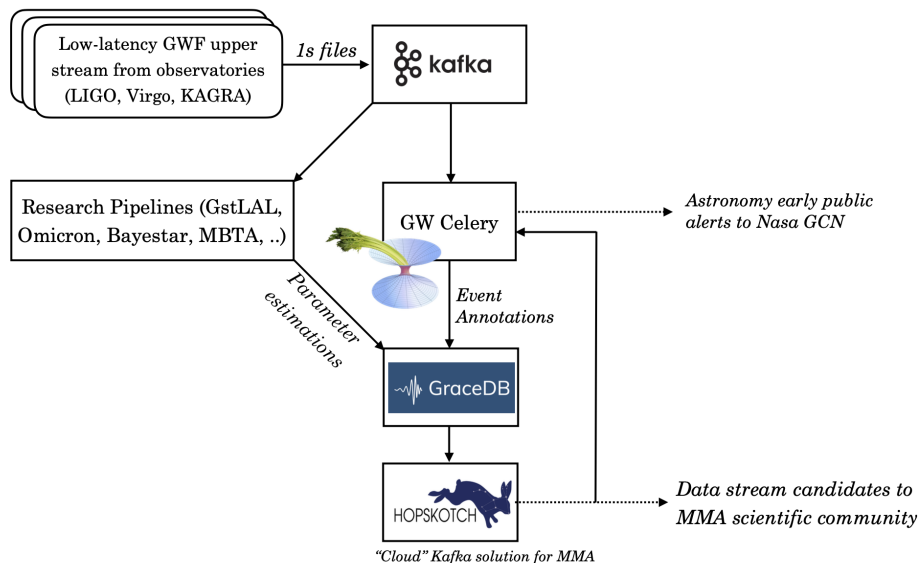 Low-latency GWF upper
stream from observatories
(LIGO, Virgo, KAGRA)
1s files
kafka
Research Pipelines (GstLAL,
Omicron, Bayestar, MBTA, ..)
GW Celery
Astronomy early public
alerts to Nasa GCN
Parameter
estimations
Event
Annotations
GraceDB
HOPSKOTCH
Data stream candidates to
MMA scientific community
“Cloud” Kafka solution for MMA